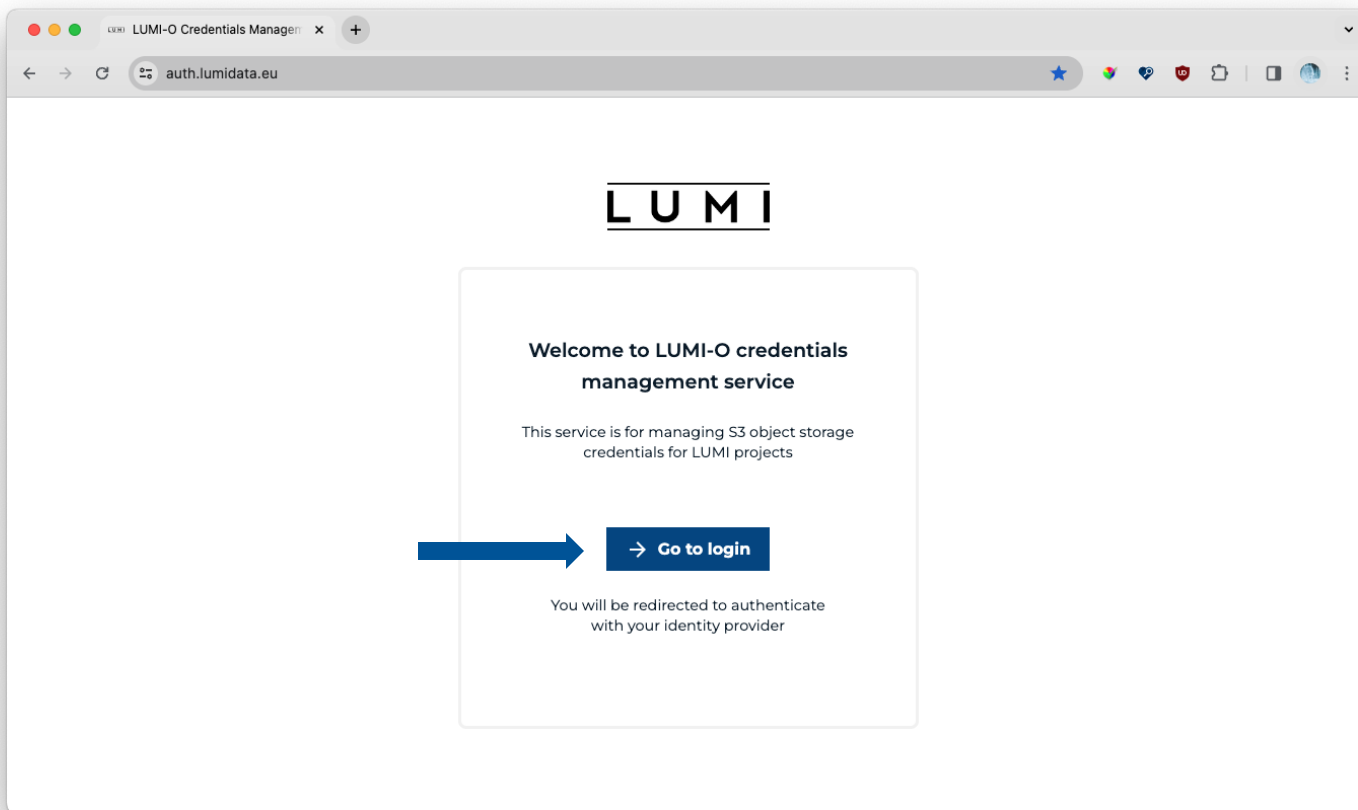 LUMI LUMI-O Credentials Managem
auth.lumidata.eu
LUMI
Welcome to LUMI-O credentials
management service
This service is for managing S3 object storage
credentials for LUMI projects
Go to login
You will be redirected to authenticate
with your identity provider